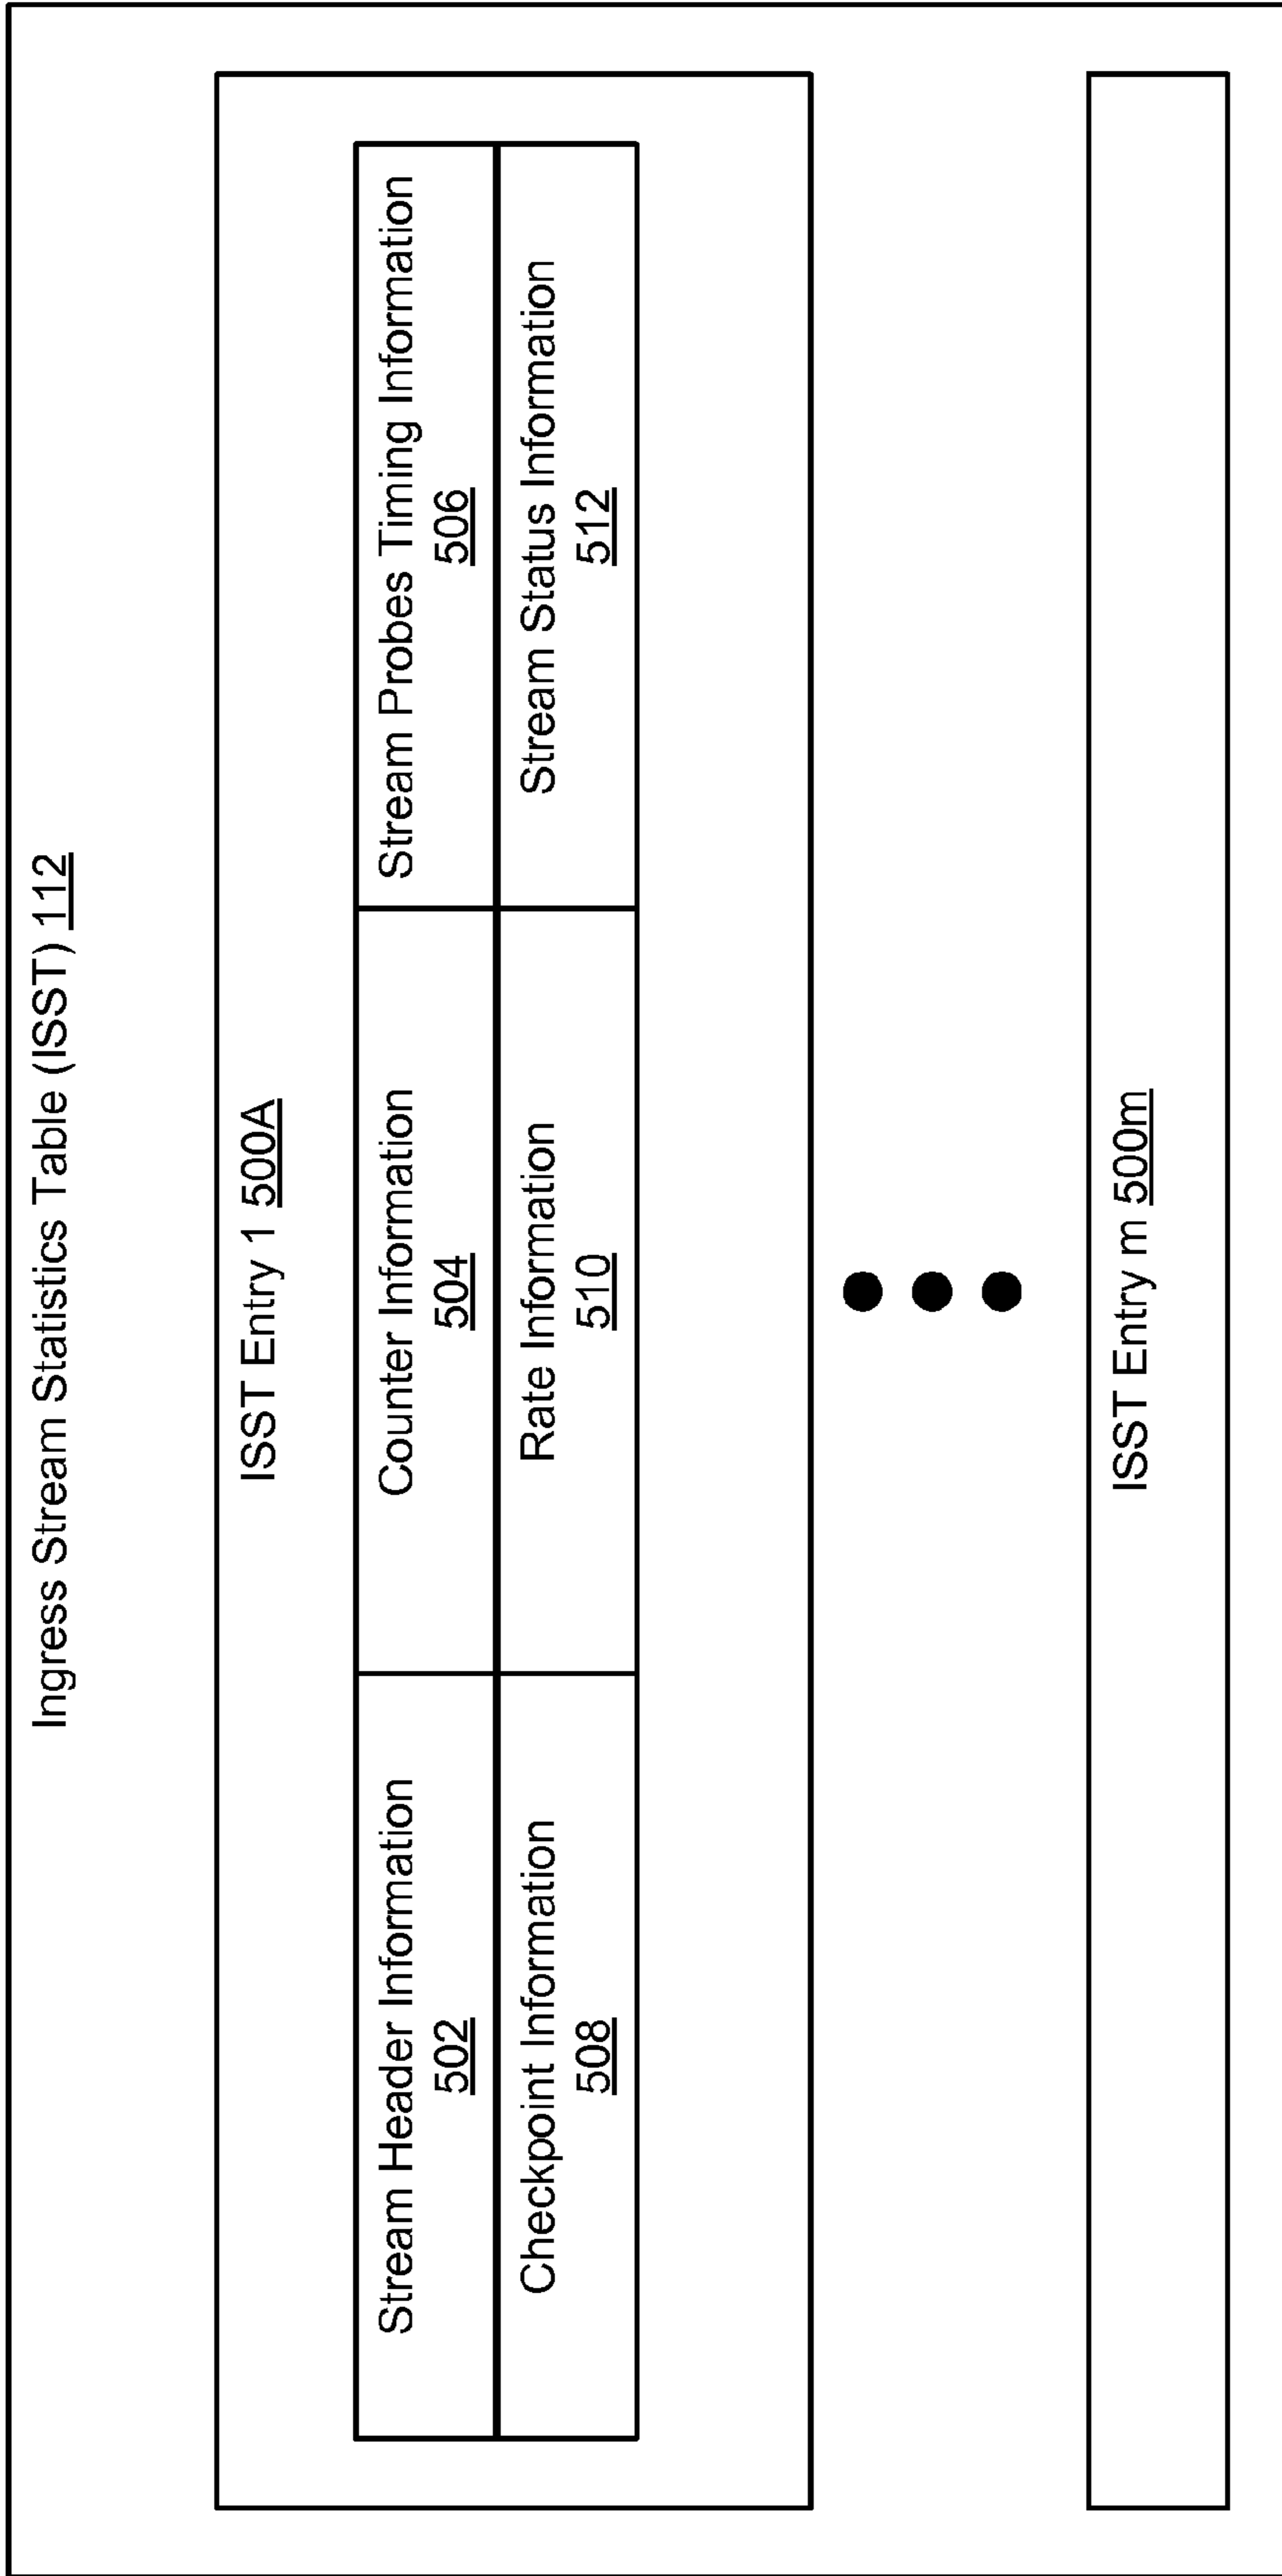 Ingress Stream Statistics Table (ISST) 112
ISST Entry 1 500A
Stream Header Information
502
Counter Information
504
Stream Probes Timing Information
506
Checkpoint Information
508
Rate Information
510
Stream Status Information
512
ISST Entry m 500m